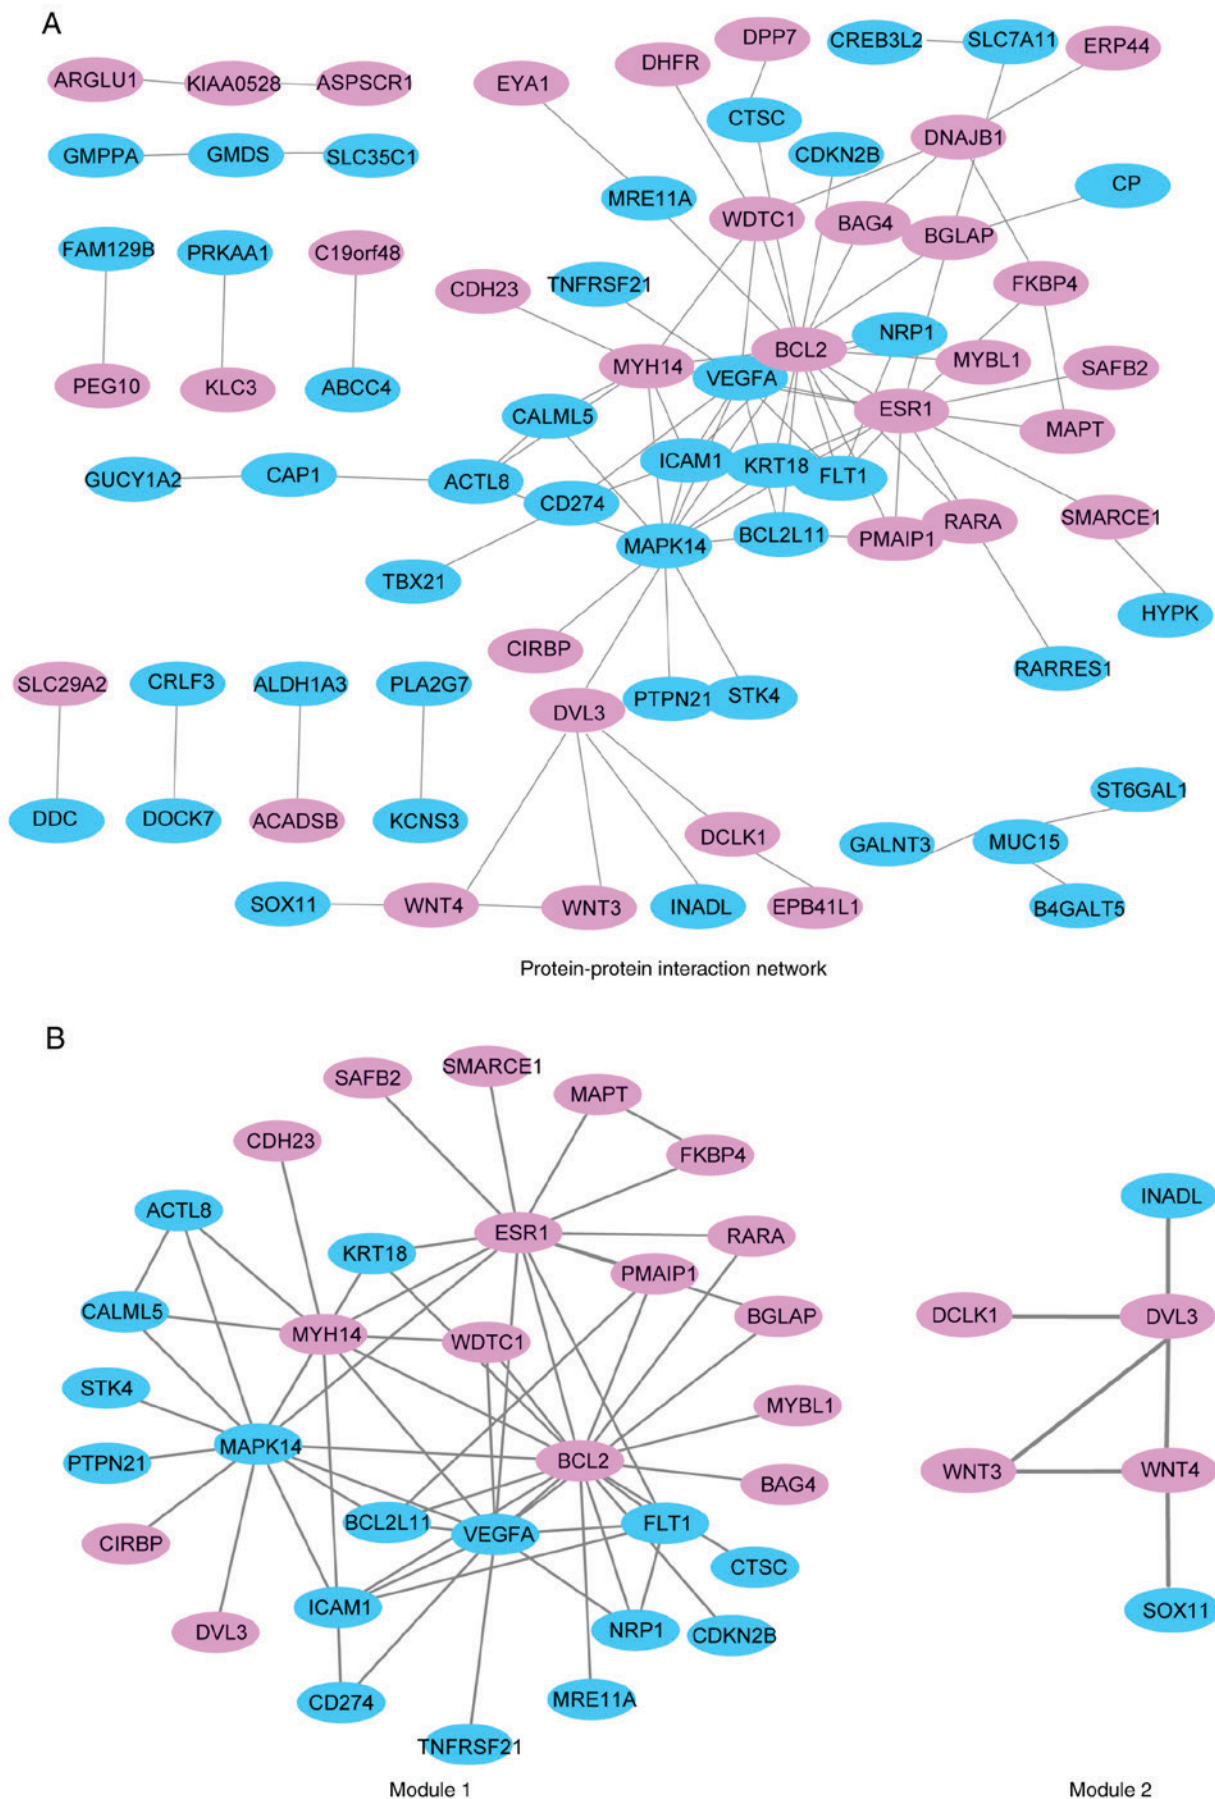 A
DPP7
CREB3L2
SLC7A11
ERP44
DHFR
ARGLU1
KIAA0528
ASPSCR1
EYA1
CTSC
DNAJB1
GMPPA
GMDS
SLC35C1
CDKN2B
CP
MRE11A
WDTC1
BAG4
BGLAP
FAM129B
PRKAA1
C19orf48
TNFRSF21
CDH23
FKBP4
NRP1
BCL2
MYBL1
SAFB2
PEG10
KLC3
ABCC4
MYH14
VEGFA
ESR1
CALML5
MAPT
ICAM1
KRT18
FLT1
GUCY1A2
CAP1
ACTL8
CD274
SMARCE1
RARA
BCL2L11
PMAIP1
MAPK14
TBX21
HYPK
CIRBP
RARRES1
SLC29A2
CRLF3
ALDH1A3
PLA2G7
PTPN21
STK4
DVL3
ST6GAL1
DDC
DOCK7
ACADSB
KCNS3
DCLK1
GALNT3
MUC15
SOX11
WNT4
WNT3
INADL
EPB41L1
B4GALT5
Protein-protein interaction network
B
SMARCE1
SAFB2
MAPT
CDH23
FKBP4
INADL
ACTL8
ESR1
RARA
KRT18
PMAIP1
CALML5
BGLAP
DCLK1
DVL3
MYH14
WDTC1
STK4
MYBL1
MAPK14
PTPN21
BCL2
BAG4
WNT3
WNT4
BCL2L11
VEGFA
FLT1
CIRBP
CTSC
ICAM1
SOX11
DVL3
NRP1
CDKN2B
CD274
MRE11A
TNFRSF21
Module 1
Module 2